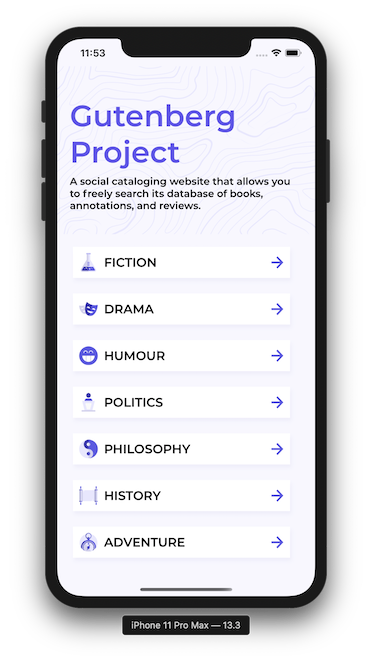 11:53
Gutenberg
Project
A social cataloging website that allows you
to freely search its database of books,
annotations, and reviews.
FICTION
DRAMA
HUMOUR
POLITICS
PHILOSOPHY
HISTORY
ADVENTURE
iPhone 11 Pro Max — 13.3